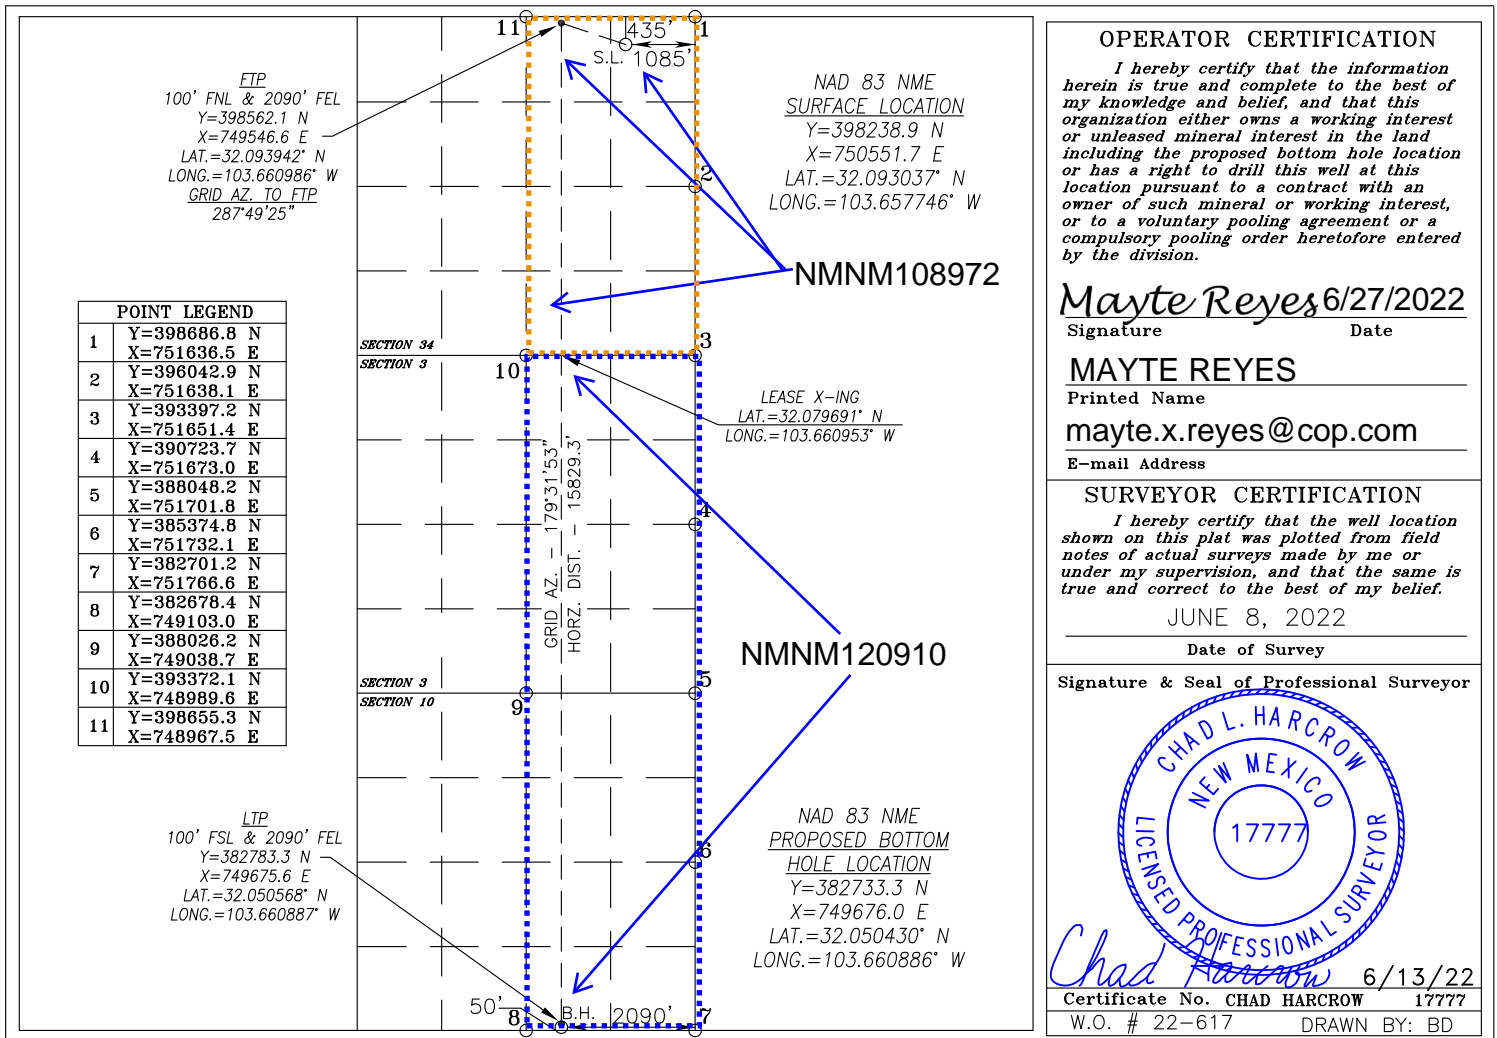 11
1
435'
S.L.
1085'
FTP
100' FNL & 2090' FEL
Y=398562.1 N
X=749546.6 E
LAT.=32.093942° N
LONG.=103.660986° W
GRID AZ. TO FTP
287°49'25"
NAD 83 NME
SURFACE LOCATION
Y=398238.9 N
X=750551.7 E
LAT.=32.093037° N
LONG.=103.657746° W
2
NMNM108972
POINT LEGEND
1 Y=398686.8 N
X=751636.5 E
2 Y=396042.9 N
X=751638.1 E
3 Y=393397.2 N
X=751651.4 E
4 Y=390723.7 N
X=751673.0 E
5 Y=388048.2 N
X=751701.8 E
6 Y=385374.8 N
X=751732.1 E
7 Y=382701.2 N
X=751766.6 E
8 Y=382678.4 N
X=749103.0 E
9 Y=388026.2 N
X=749038.7 E
10 Y=393372.1 N
X=748989.6 E
11 Y=398655.3 N
X=748967.5 E
SECTION 34
SECTION 3
3
10
LEASE X-ING
LAT.=32.079691° N
LONG.=103.660953° W
GRID AZ. - 179°31'53"
HORZ. DIST. - 15829.3'
4
NMNM120910
SECTION 3
SECTION 10
5
9
LTP
100' FSL & 2090' FEL
Y=382783.3 N
X=749675.6 E
LAT.=32.050568° N
LONG.=103.660887° W
NAD 83 NME
PROPOSED BOTTOM
HOLE LOCATION
Y=382733.3 N
X=749676.0 E
LAT.=32.050430° N
LONG.=103.660886° W
6
50'
8
B.H.
2090'
7
OPERATOR CERTIFICATION
I hereby certify that the information
herein is true and complete to the best of
my knowledge and belief, and that this
organization either owns a working interest
or unleased mineral interest in the land
including the proposed bottom hole location
or has a right to drill this well at this
location pursuant to a contract with an
owner of such mineral or working interest,
or to a voluntary pooling agreement or a
compulsory pooling order heretofore entered
by the division.
Mayte Reyes 6/27/2022
Signature Date
MAYTE REYES
Printed Name
mayte.x.reyes@cop.com
E-mail Address
SURVEYOR CERTIFICATION
I hereby certify that the well location
shown on this plat was plotted from field
notes of actual surveys made by me or
under my supervision, and that the same is
true and correct to the best of my belief.
JUNE 8, 2022
Date of Survey
Signature & Seal of Professional Surveyor
CHAD L. HARCROW
NEW MEXICO
17777
LICENSED PROFESSIONAL SURVEYOR
Chad Harcrow 6/13/22
Certificate No. CHAD HARCROW 17777
W.O. # 22-617 DRAWN BY: BD